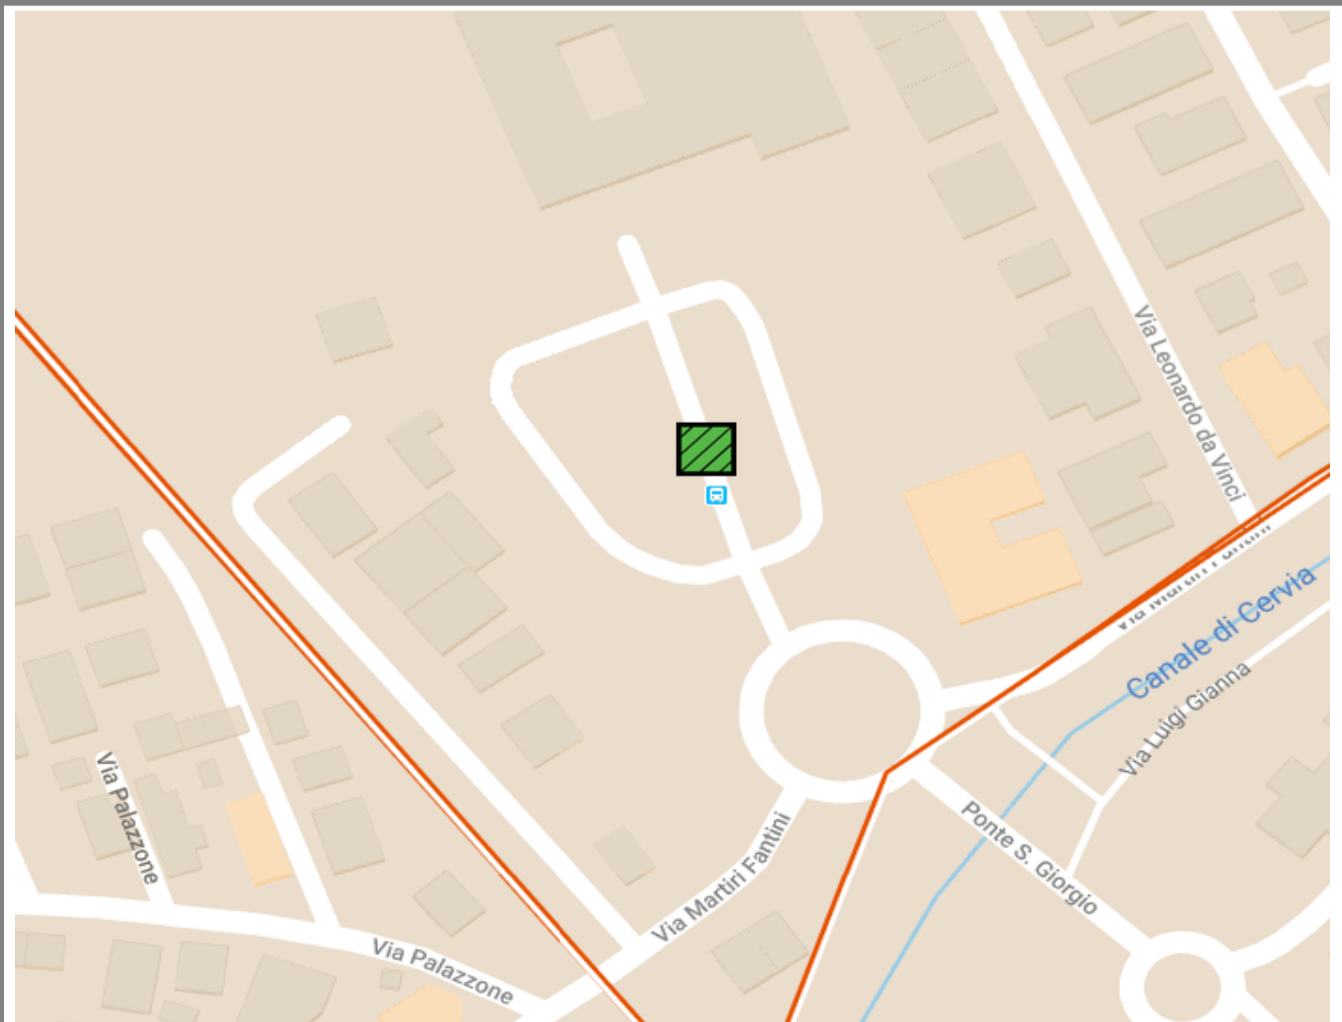 Via Leonardo da Vinci
Canale di Cervia
Via Luigi Gianna
Via Palazzone
Ponte S. Giorgio
Via Martiri Fantini
Via Palazzone